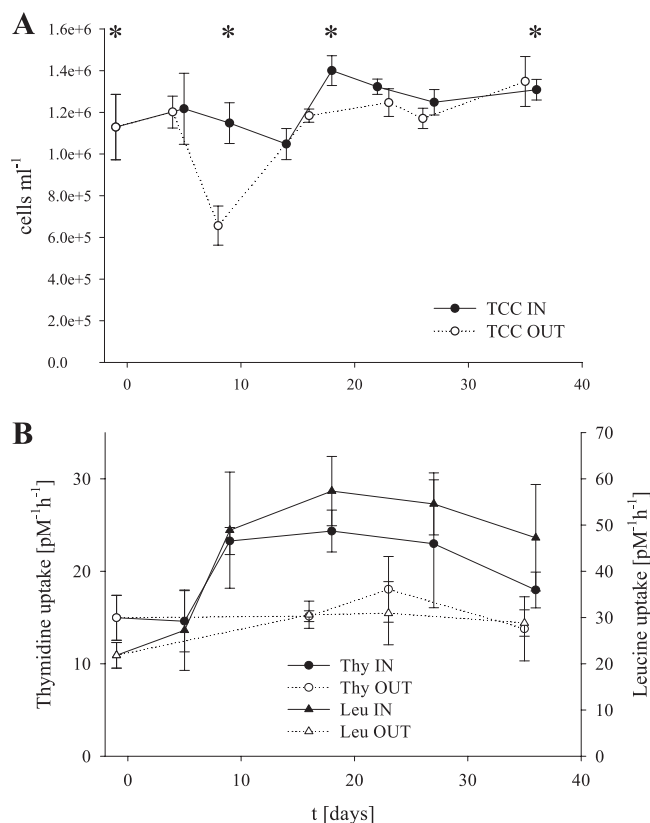 A
* * * *
1.6e+6
1.4e+6
1.2e+6
1.0e+6
8.0e+5
6.0e+5
4.0e+5
2.0e+5
0.0
cells ml⁻¹
TCC IN
TCC OUT
0 10 20 30 40
B
30
20
10
0
Thymidine uptake [pM⁻¹h⁻¹]
70
60
50
40
30
20
10
0
Leucine uptake [pM⁻¹h⁻¹]
Thy IN
Thy OUT
Leu IN
Leu OUT
0 10 20 30 40
t [days]